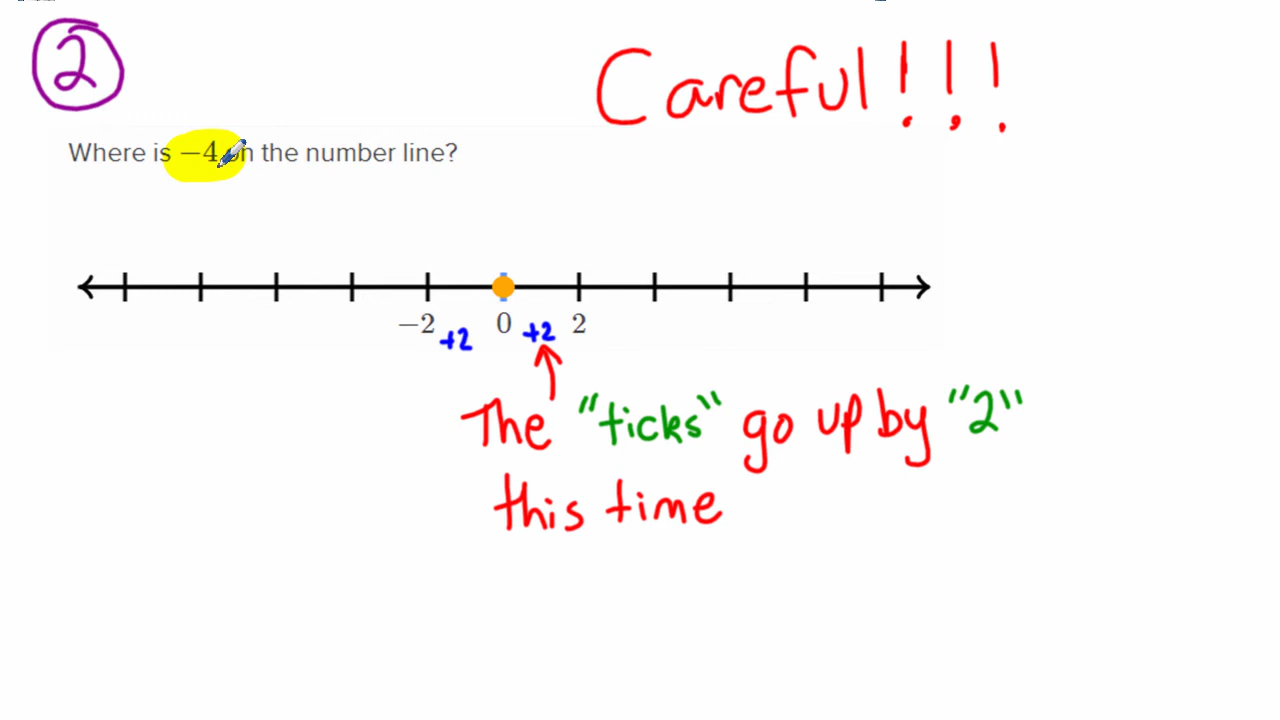 2
Careful!!!
Where is −4 on the number line?
−2 +2 0 +2 2
The "ticks" go up by "2"
this time